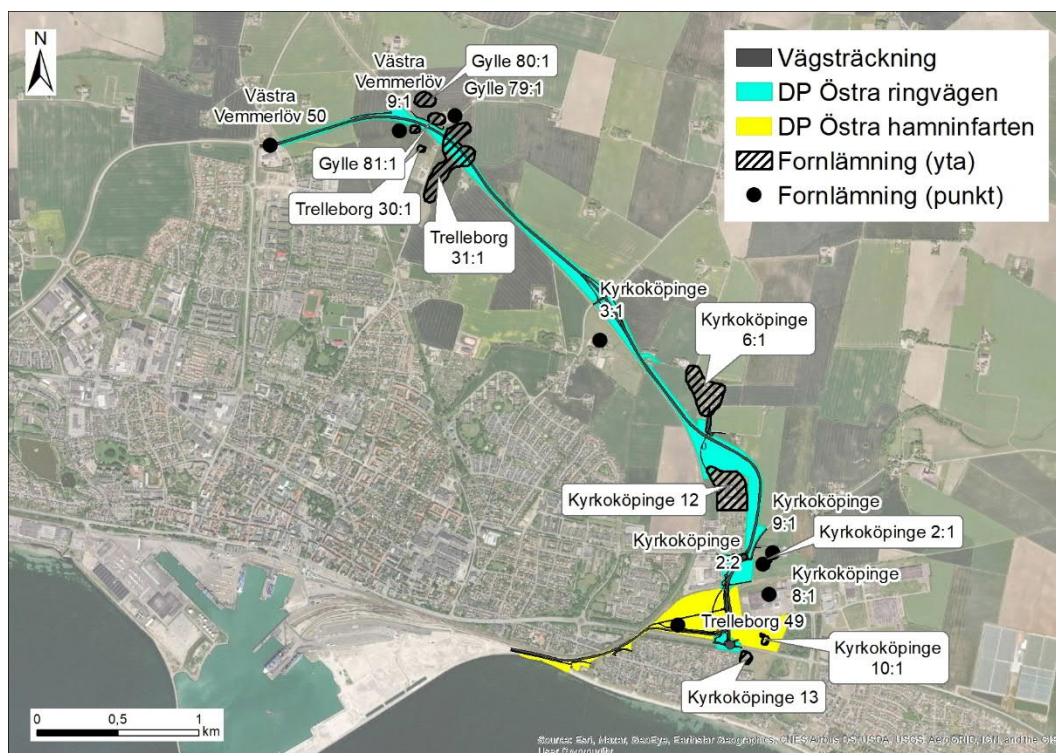 N
Västra
Vemmerlöv 50
Västra
Vemmerlöv
9:1
Gylle 80:1
Gylle 79:1
Gylle 81:1
Trelleborg 30:1
Trelleborg
31:1
Vägsträckning
DP Östra ringvägen
DP Östra hamninfarten
Fornlämning (yta)
Fornlämning (punkt)
Kyrkoköpinge
3:1
Kyrkoköpinge
6:1
Kyrkoköpinge 12
Kyrkoköpinge
9:1
Kyrkoköpinge 2:1
Kyrkoköpinge
2:2
Kyrkoköpinge
8:1
Trelleborg 49
Kyrkoköpinge
10:1
Kyrkoköpinge 13
0 0,5 1
km
Source: Esri, Maxar, GeoEye, Earthstar Geographics, CNES/Airbus DS, USDA, USGS, AeroGRID, IGN, and the GIS
User Community